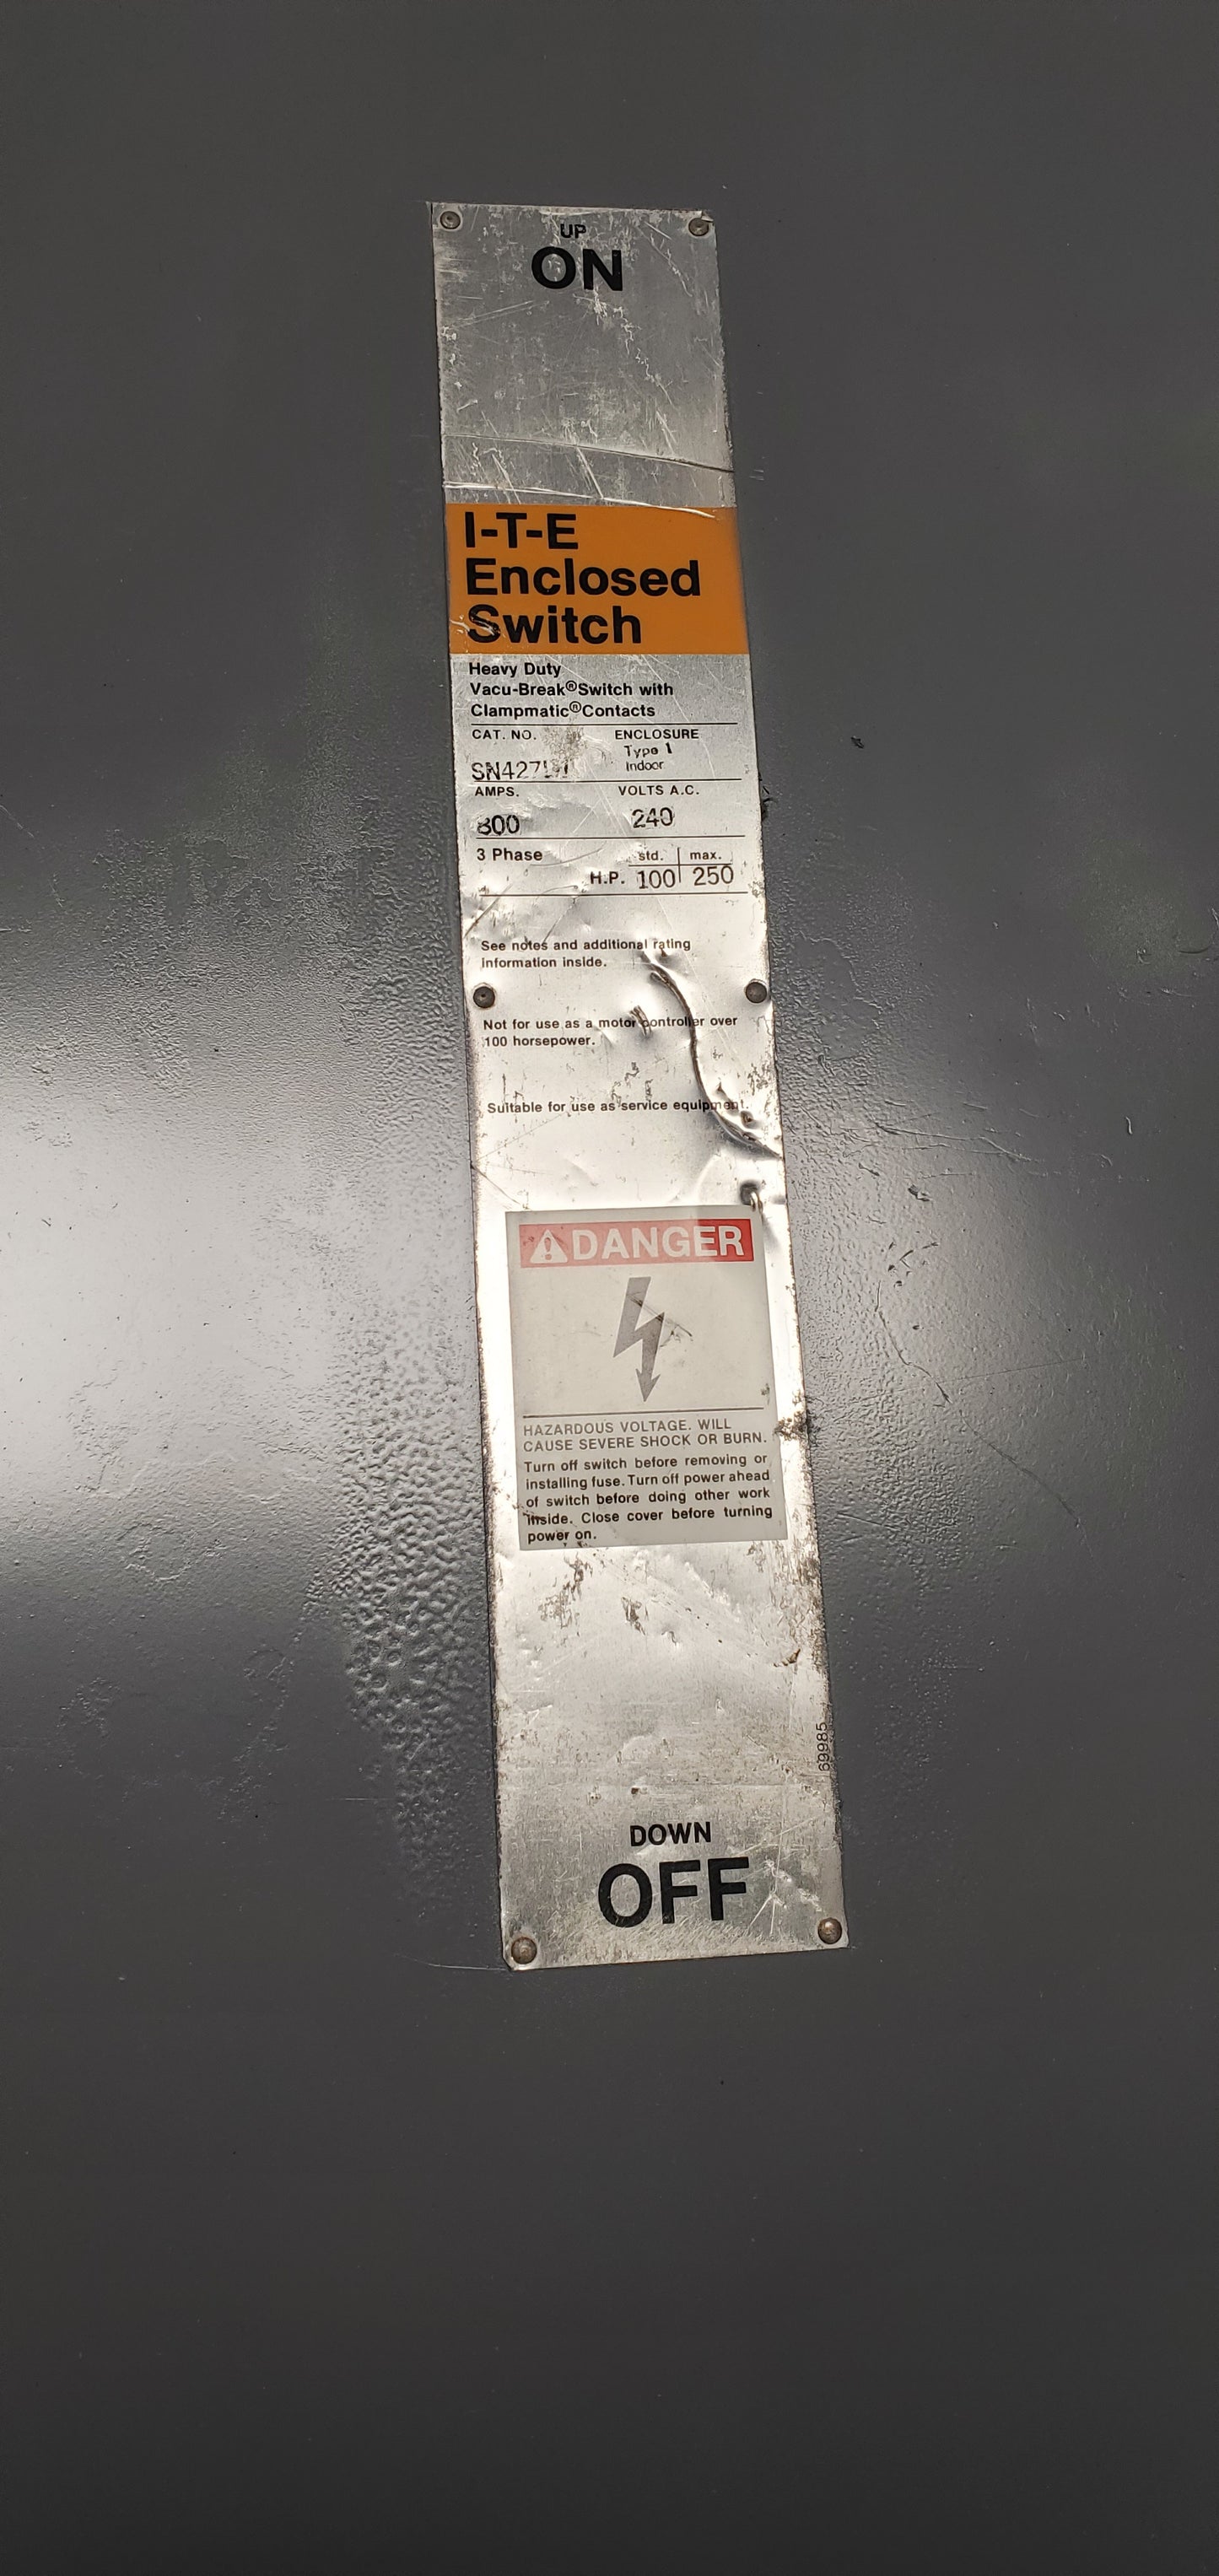 UP
ON
I-T-E
Enclosed
Switch
Heavy Duty
Vacu-Break® Switch with
Clampmatic® Contacts
CAT. NO. ENCLOSURE
Type 1
Indoor
AMPS. VOLTS A.C.
800 240
3 Phase std. max.
H.P. 100 250
See notes and additional rating
information inside.
Not for use as a motor controller over
100 horsepower.
Suitable for use as service equipment.
DANGER
HAZARDOUS VOLTAGE. WILL
CAUSE SEVERE SHOCK OR BURN.
Turn off switch before removing or
installing fuse. Turn off power ahead
of switch before doing other work
inside. Close cover before turning
power on.
69985
DOWN
OFF